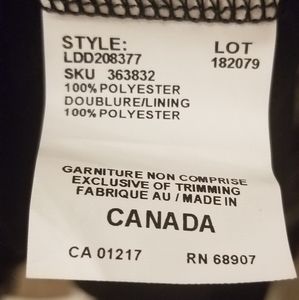 STYLE: LOT
LDD208377 182079
SKU 363832
100% POLYESTER
DOUBLURE/LINING
100% POLYESTER
GARNITURE NON COMPRISE
EXCLUSIVE OF TRIMMING
FABRIQUE AU / MADE IN
CANADA
CA 01217 RN 68907